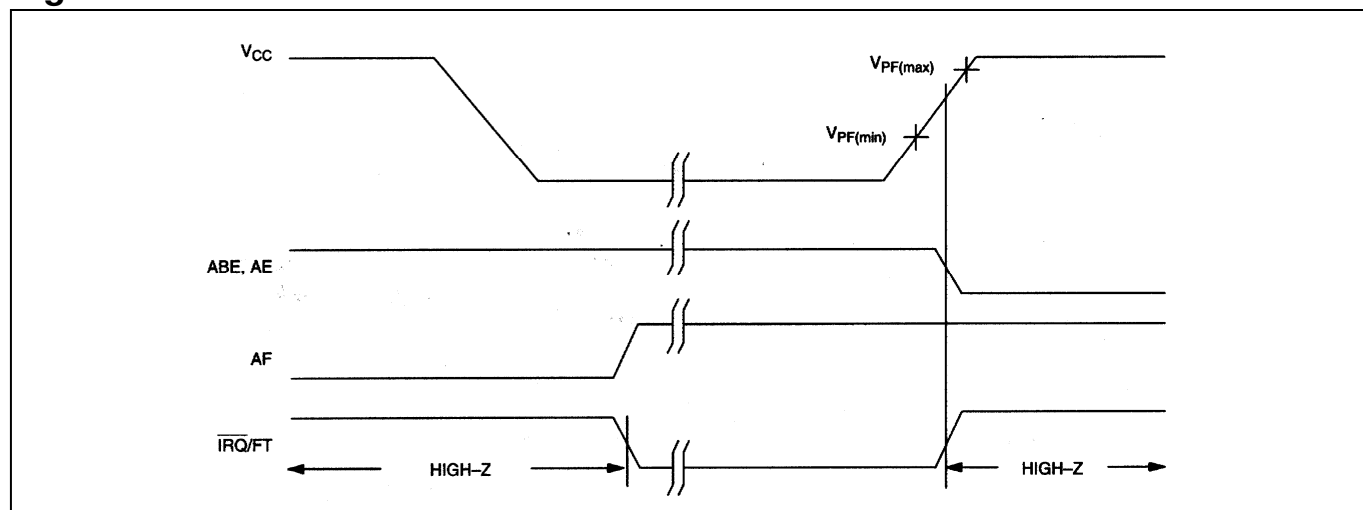 VCC
VPF(max)
VPF(min)
ABE, AE
AF
IRQ/FT
HIGH–Z
HIGH–Z